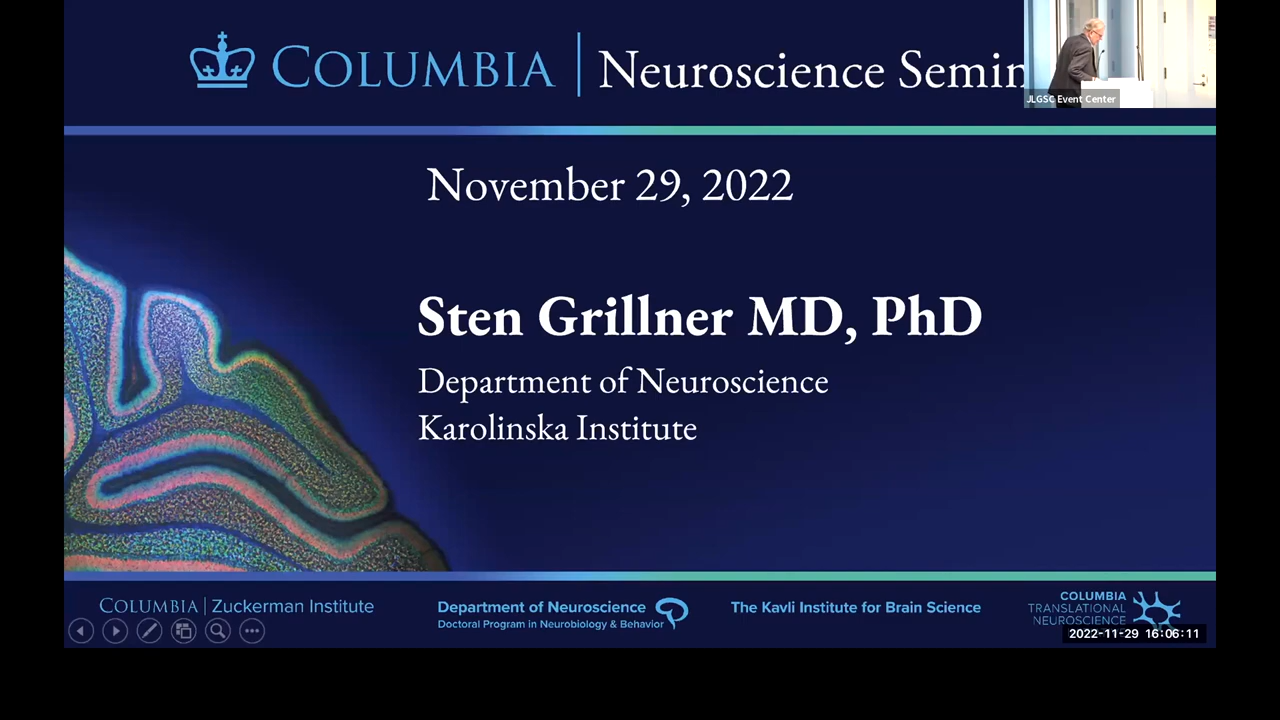 COLUMBIA | Neuroscience Semin
JLGSC Event Center
November 29, 2022
Sten Grillner MD, PhD
Department of Neuroscience
Karolinska Institute
COLUMBIA | Zuckerman Institute
Department of Neuroscience
Doctoral Program in Neurobiology & Behavior
The Kavli Institute for Brain Science
COLUMBIA
TRANSLATIONAL
NEUROSCIENCE
2022-11-29 16:06:11